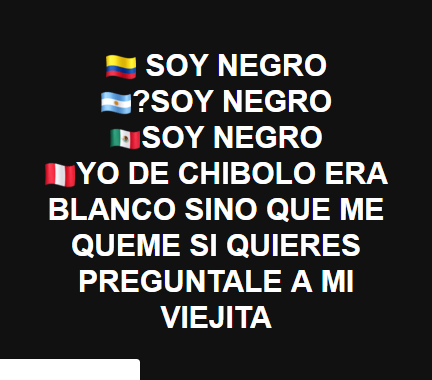 🇨🇴 SOY NEGRO
🇦🇷?SOY NEGRO
🇲🇽SOY NEGRO
🇵🇪YO DE CHIBOLO ERA
BLANCO SINO QUE ME
QUEME SI QUIERES
PREGUNTALE A MI
VIEJITA